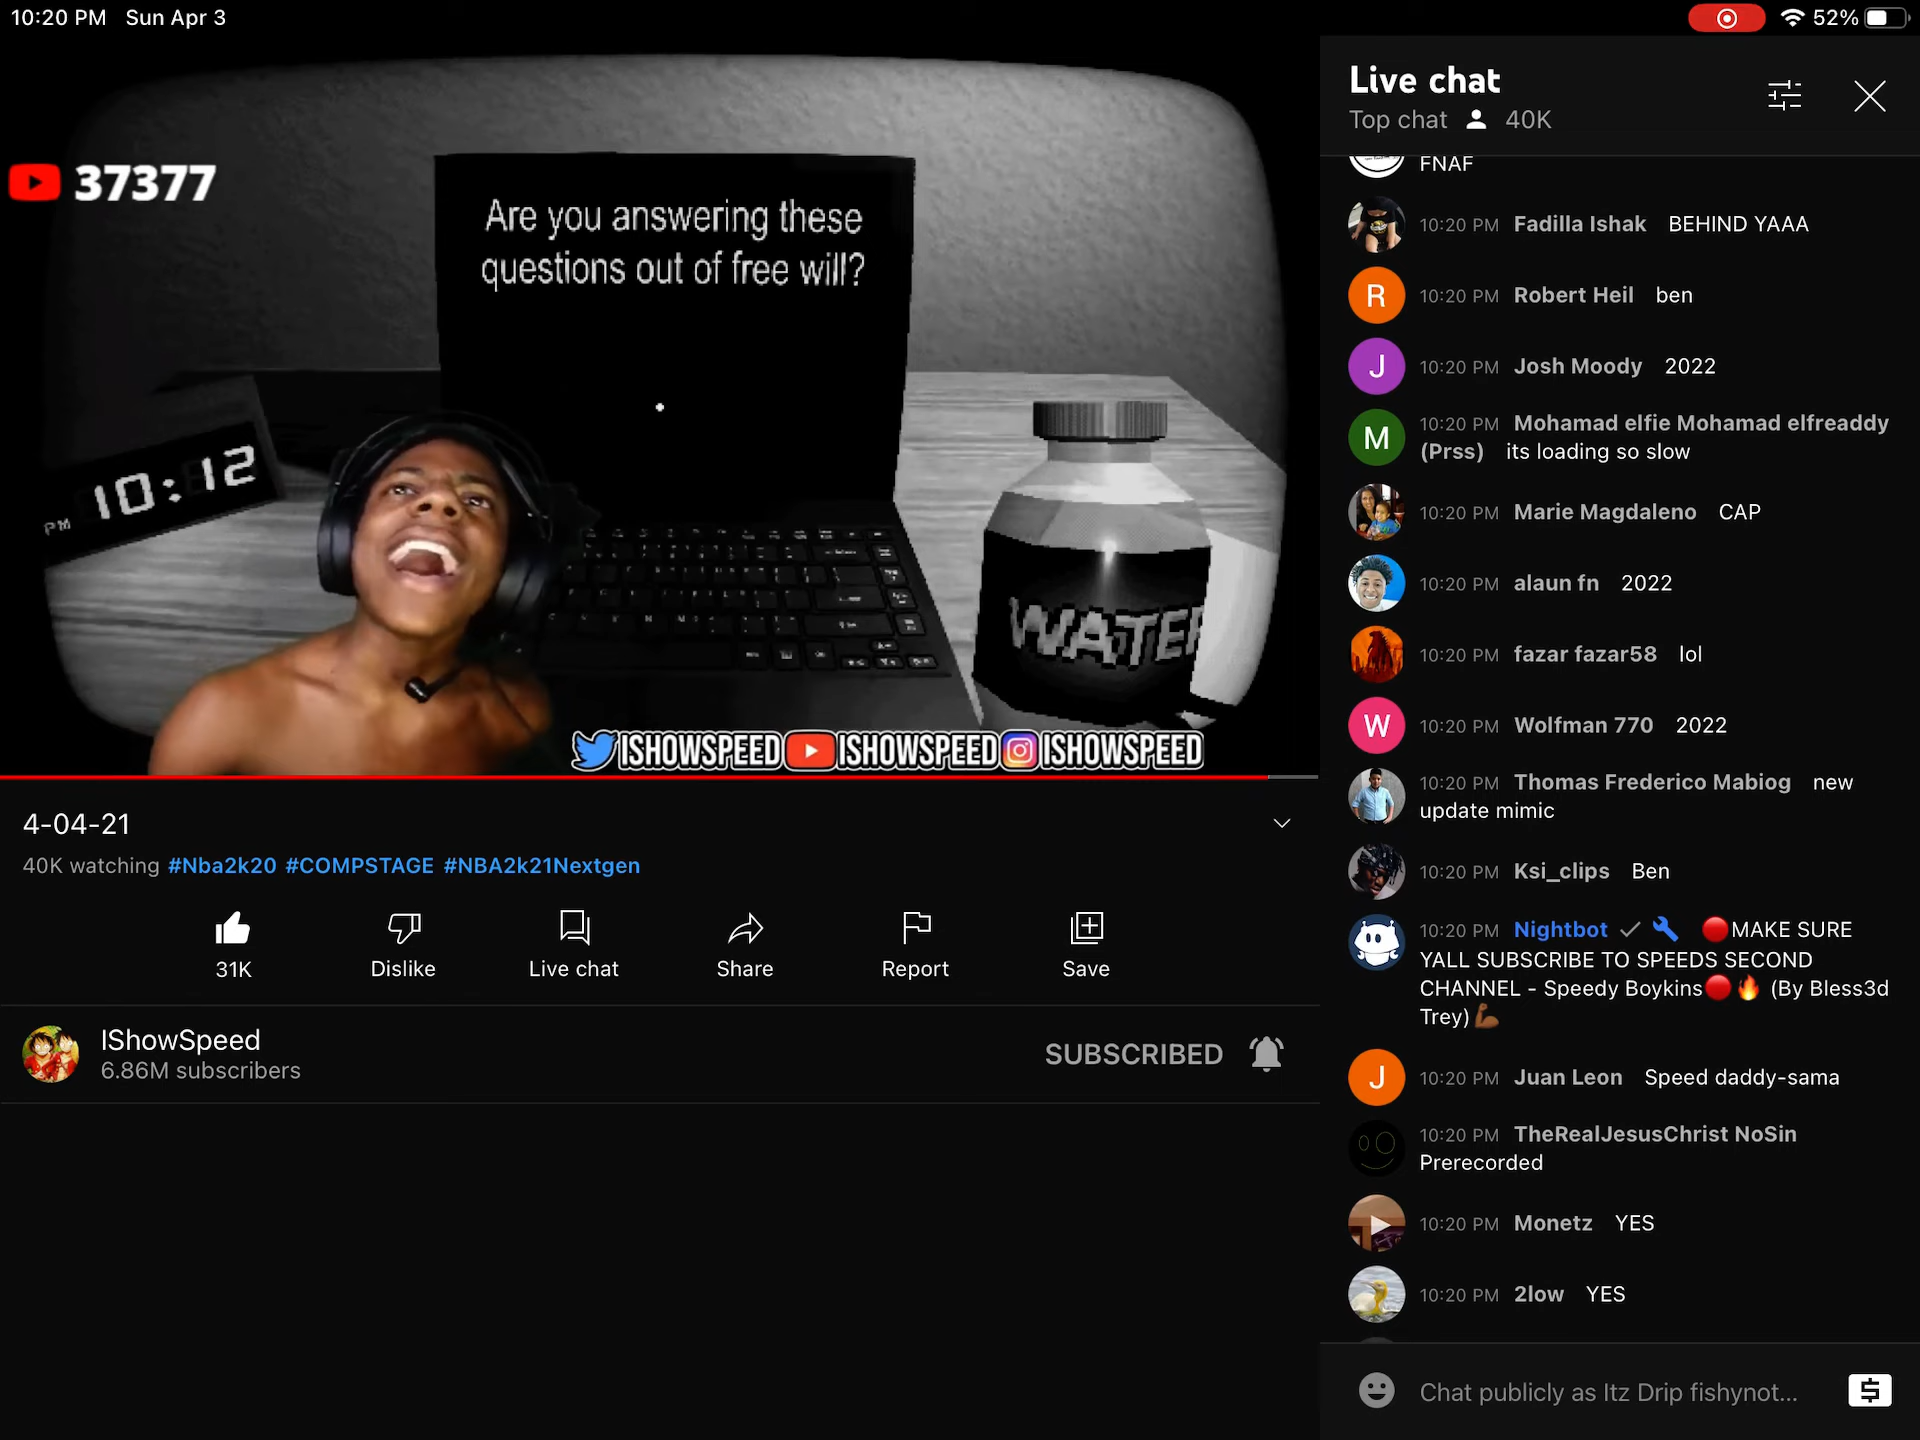 10:20 PM Sun Apr 3
52%
37377
Are you answering these
questions out of free will?
PM 10:12
WATER
ISHOWSPEED ISHOWSPEED ISHOWSPEED
4-04-21
40K watching #Nba2k20 #COMPSTAGE #NBA2k21Nextgen
31K
Dislike
Live chat
Share
Report
Save
IShowSpeed
6.86M subscribers
SUBSCRIBED
Live chat
Top chat 40K
FNAF
10:20 PM Fadilla Ishak BEHIND YAAA
10:20 PM Robert Heil ben
10:20 PM Josh Moody 2022
10:20 PM Mohamad elfie Mohamad elfreaddy
(Prss) its loading so slow
10:20 PM Marie Magdaleno CAP
10:20 PM alaun fn 2022
10:20 PM fazar fazar58 lol
10:20 PM Wolfman 770 2022
10:20 PM Thomas Frederico Mabiog new
update mimic
10:20 PM Ksi_clips Ben
10:20 PM Nightbot ✓ 🔧 🔴MAKE SURE
YALL SUBSCRIBE TO SPEEDS SECOND
CHANNEL - Speedy Boykins🔴🔥 (By Bless3d
Trey)💪🏾
10:20 PM Juan Leon Speed daddy-sama
10:20 PM TheRealJesusChrist NoSin
Prerecorded
10:20 PM Monetz YES
10:20 PM 2low YES
Chat publicly as Itz Drip fishynot...